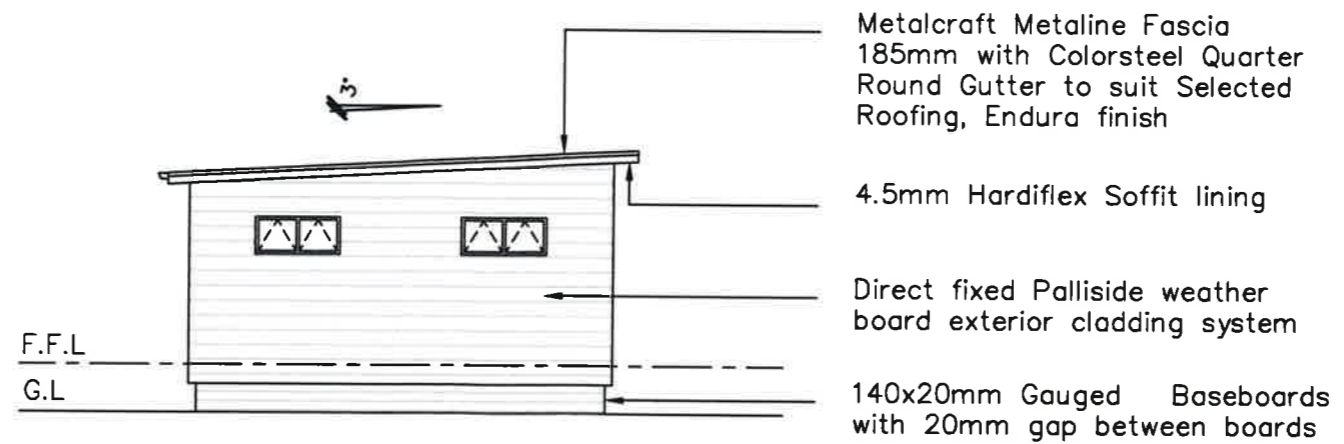 Metalcraft Metaline Fascia
185mm with Colorsteel Quarter
Round Gutter to suit Selected
Roofing, Endura finish
3°
4.5mm Hardiflex Soffit lining
Direct fixed Palliside weather
board exterior cladding system
F.F.L
G.L
140x20mm Gauged Baseboards
with 20mm gap between boards